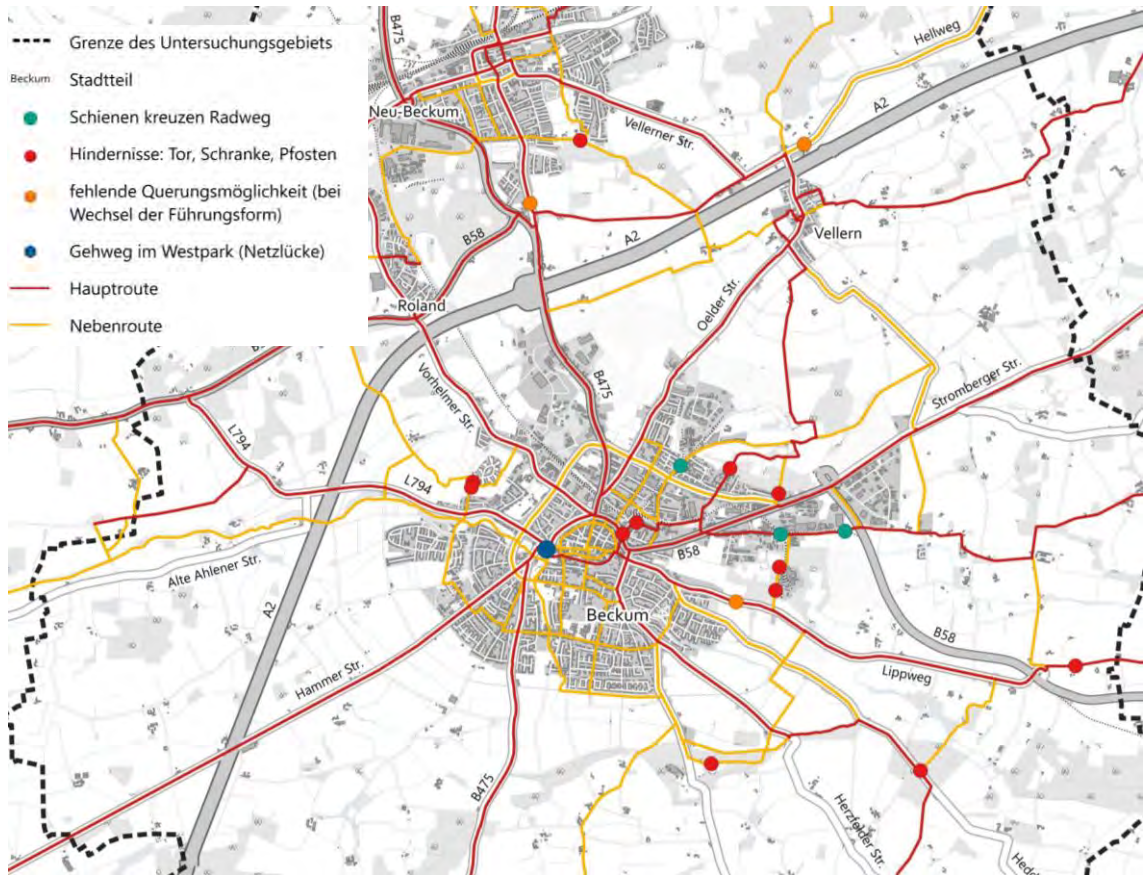 Grenze des Untersuchungsgebiets
Beckum
Stadtteil
Schienen kreuzen Radweg
Hindernisse: Tor, Schranke, Pfosten
fehlende Querungsmöglichkeit (bei
Wechsel der Führungsform)
Gehweg im Westpark (Netzlücke)
Hauptroute
Nebenroute
B475
Hellweg
A2
Neu-Beckum
Vellerner Str.
B58
A2
Vellern
Roland
Oelder Str.
Vorhelmer Str.
B475
Stromberger Str.
L794
L794
B58
Alte Ahlener Str.
A2
Beckum
B58
Lippweg
Hammer Str.
B475
Herzfelder Str.